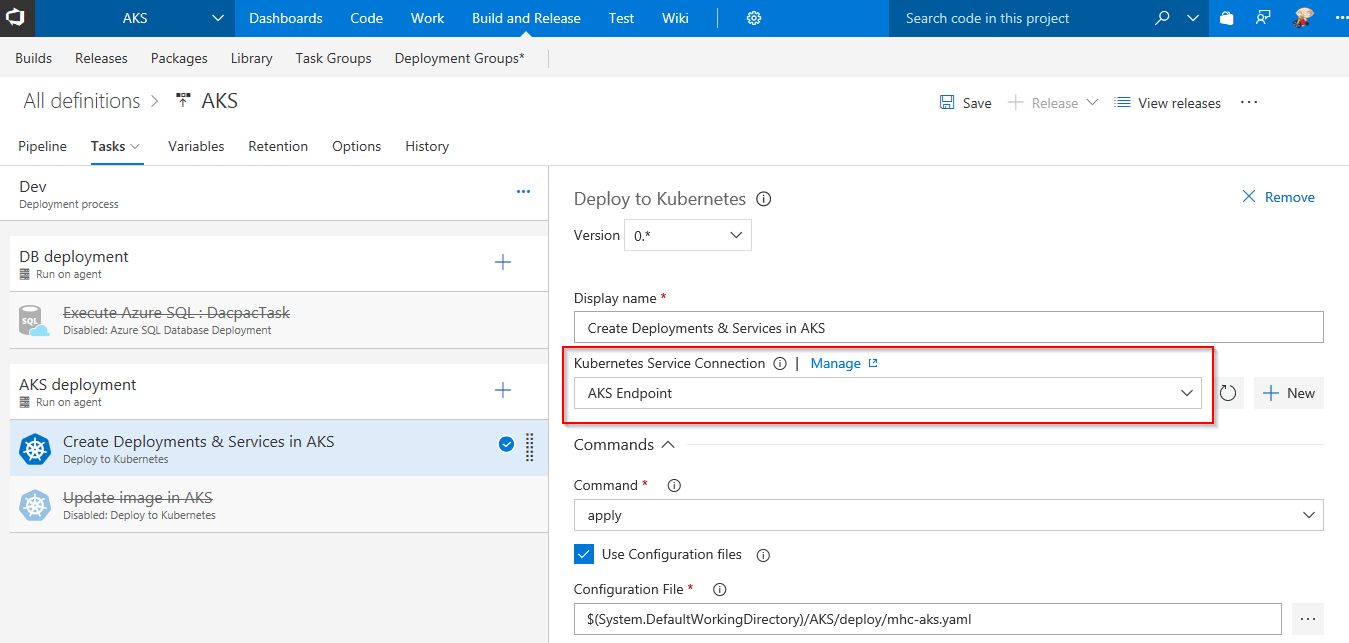 AKS Dashboards Code Work Build and Release Test Wiki Search code in this project
Builds Releases Packages Library Task Groups Deployment Groups*
All definitions > AKS Save + Release View releases ...
Pipeline Tasks Variables Retention Options History
Dev ...
Deployment process
DB deployment +
Run on agent
SQL
Execute Azure SQL : DacpacTask
Disabled: Azure SQL Database Deployment
AKS deployment +
Run on agent
Create Deployments & Services in AKS
Deploy to Kubernetes
Update image in AKS
Disabled: Deploy to Kubernetes
Deploy to Kubernetes Remove
Version 0.*
Display name *
Create Deployments & Services in AKS
Kubernetes Service Connection | Manage
AKS Endpoint + New
Commands
Command *
apply
Use Configuration files
Configuration File *
$(System.DefaultWorkingDirectory)/AKS/deploy/mhc-aks.yaml ...